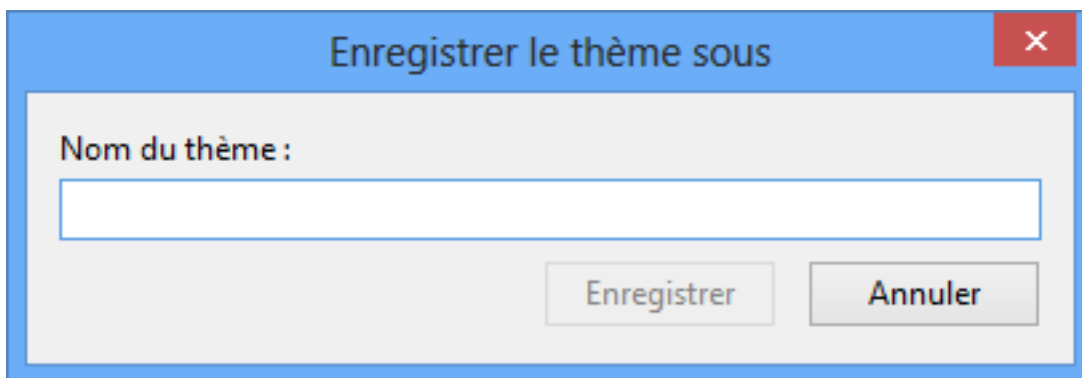 Enregistrer le thème sous
Nom du thème :
Enregistrer
Annuler